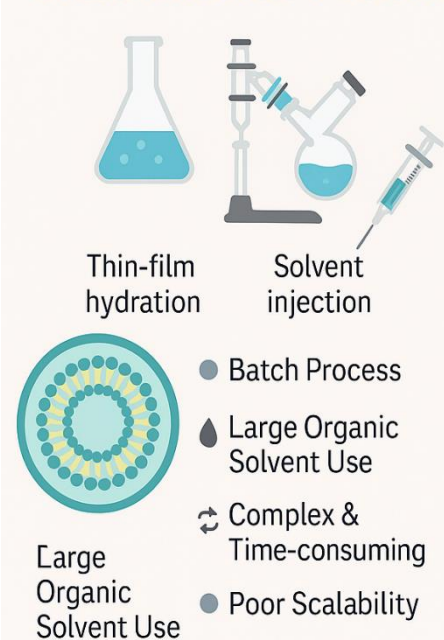 Thin-film
hydration
Solvent
injection
Batch Process
Large Organic
Solvent Use
Complex &
Time-consuming
Poor Scalability
Large
Organic
Solvent Use